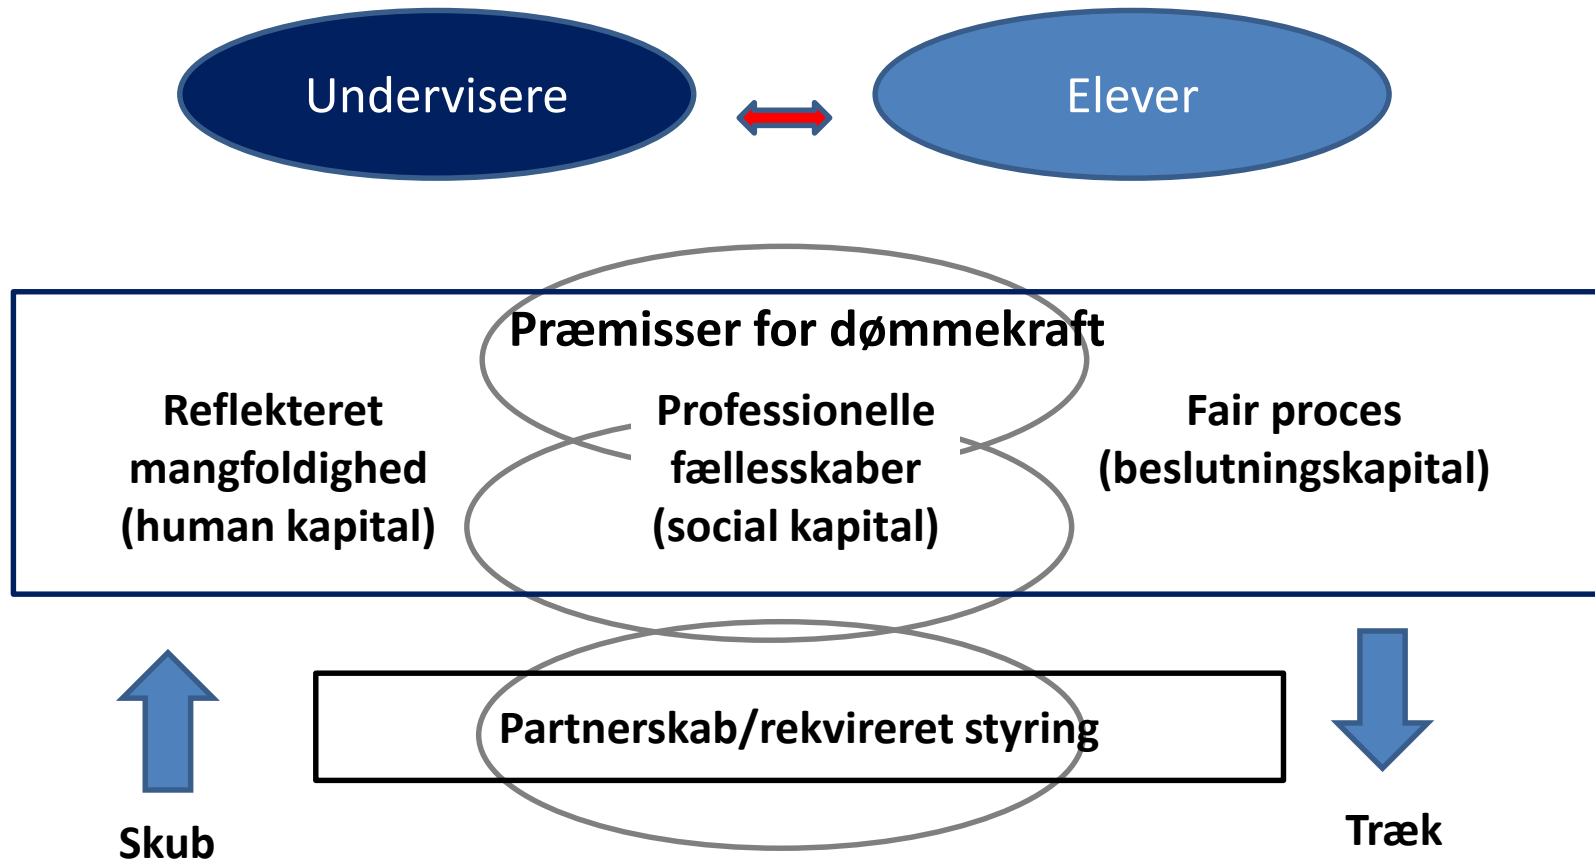 Undervisere
Elever
Præmisser for dømmekraft
Reflekteret
mangfoldighed
(human kapital)
Professionelle
fællesskaber
(social kapital)
Fair proces
(beslutningskapital)
Partnerskab/rekvireret styring
Skub
Træk